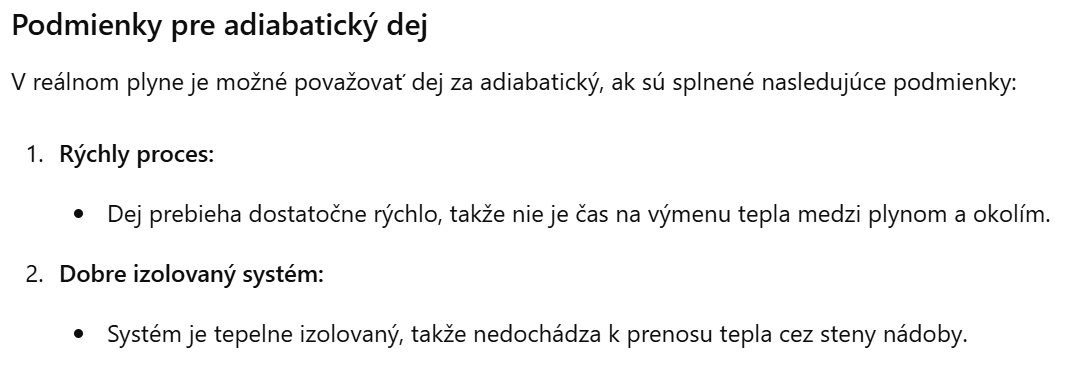 Podmienky pre adiabatický dej
V reálnom plyne je možné považovať dej za adiabatický, ak sú splnené nasledujúce podmienky:
1. Rýchly proces:
• Dej prebieha dostatočne rýchlo, takže nie je čas na výmenu tepla medzi plynom a okolím.
2. Dobre izolovaný systém:
• Systém je tepelne izolovaný, takže nedochádza k prenosu tepla cez steny nádoby.